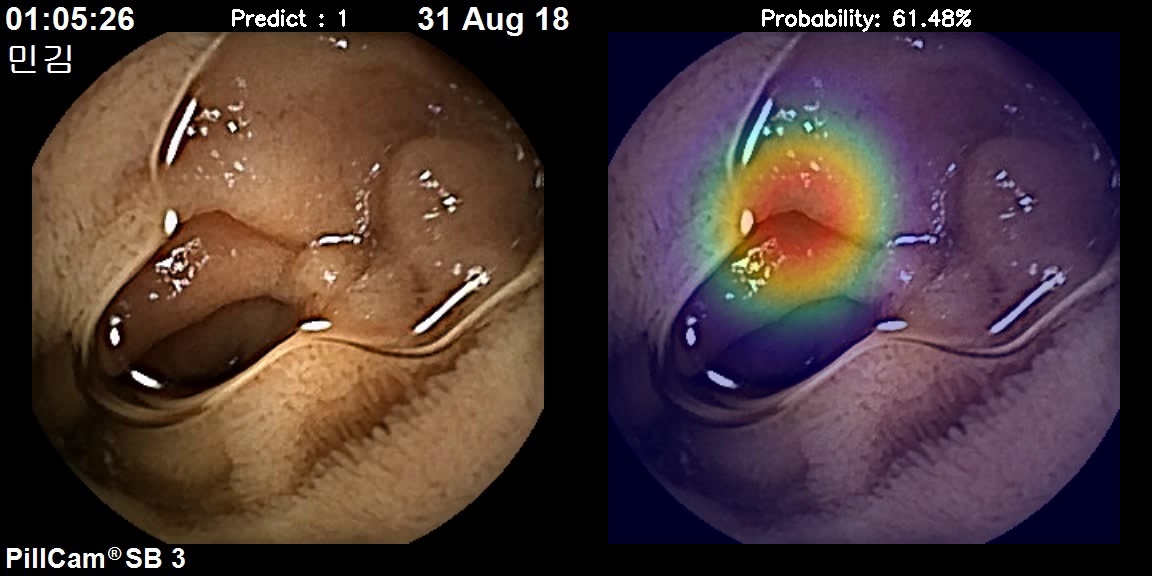 01:05:26
Predict : 1
31 Aug 18
Probability: 61.48%
민김
PillCam® SB 3